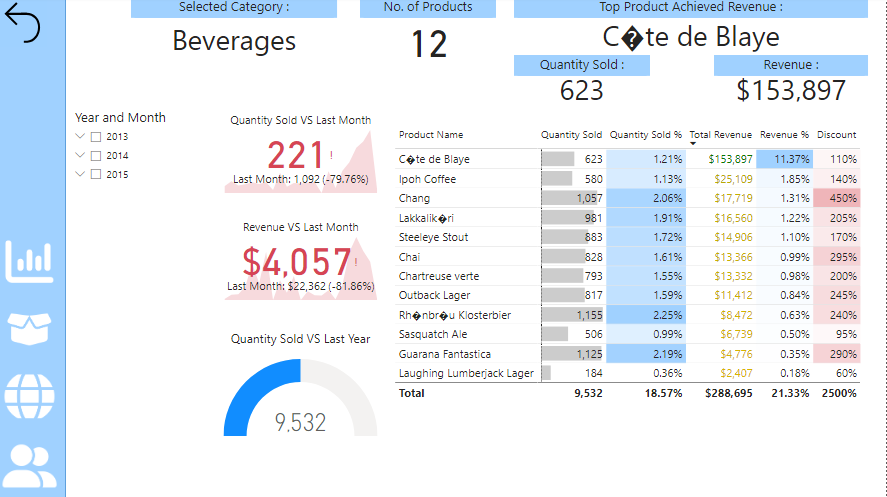 Selected Category :
No. of Products
Top Product Achieved Revenue :
Beverages
12
C�te de Blaye
Quantity Sold :
Revenue :
623
$153,897
Year and Month
2013
2014
2015
Quantity Sold VS Last Month
221 !
Last Month: 1,092 (-79.76%)
Revenue VS Last Month
$4,057 !
Last Month: $22,362 (-81.86%)
Quantity Sold VS Last Year
9,532
Product Name Quantity Sold Quantity Sold % Total Revenue Revenue % Discount
C�te de Blaye 623 1.21% $153,897 11.37% 110%
Ipoh Coffee 580 1.13% $25,109 1.85% 140%
Chang 1,057 2.06% $17,719 1.31% 450%
Lakkalik�ri 981 1.91% $16,560 1.22% 205%
Steeleye Stout 883 1.72% $14,906 1.10% 170%
Chai 828 1.61% $13,366 0.99% 295%
Chartreuse verte 793 1.55% $13,332 0.98% 200%
Outback Lager 817 1.59% $11,412 0.84% 245%
Rh�nbr�u Klosterbier 1,155 2.25% $8,472 0.63% 240%
Sasquatch Ale 506 0.99% $6,739 0.50% 95%
Guarana Fantastica 1,125 2.19% $4,776 0.35% 290%
Laughing Lumberjack Lager 184 0.36% $2,407 0.18% 60%
Total 9,532 18.57% $288,695 21.33% 2500%